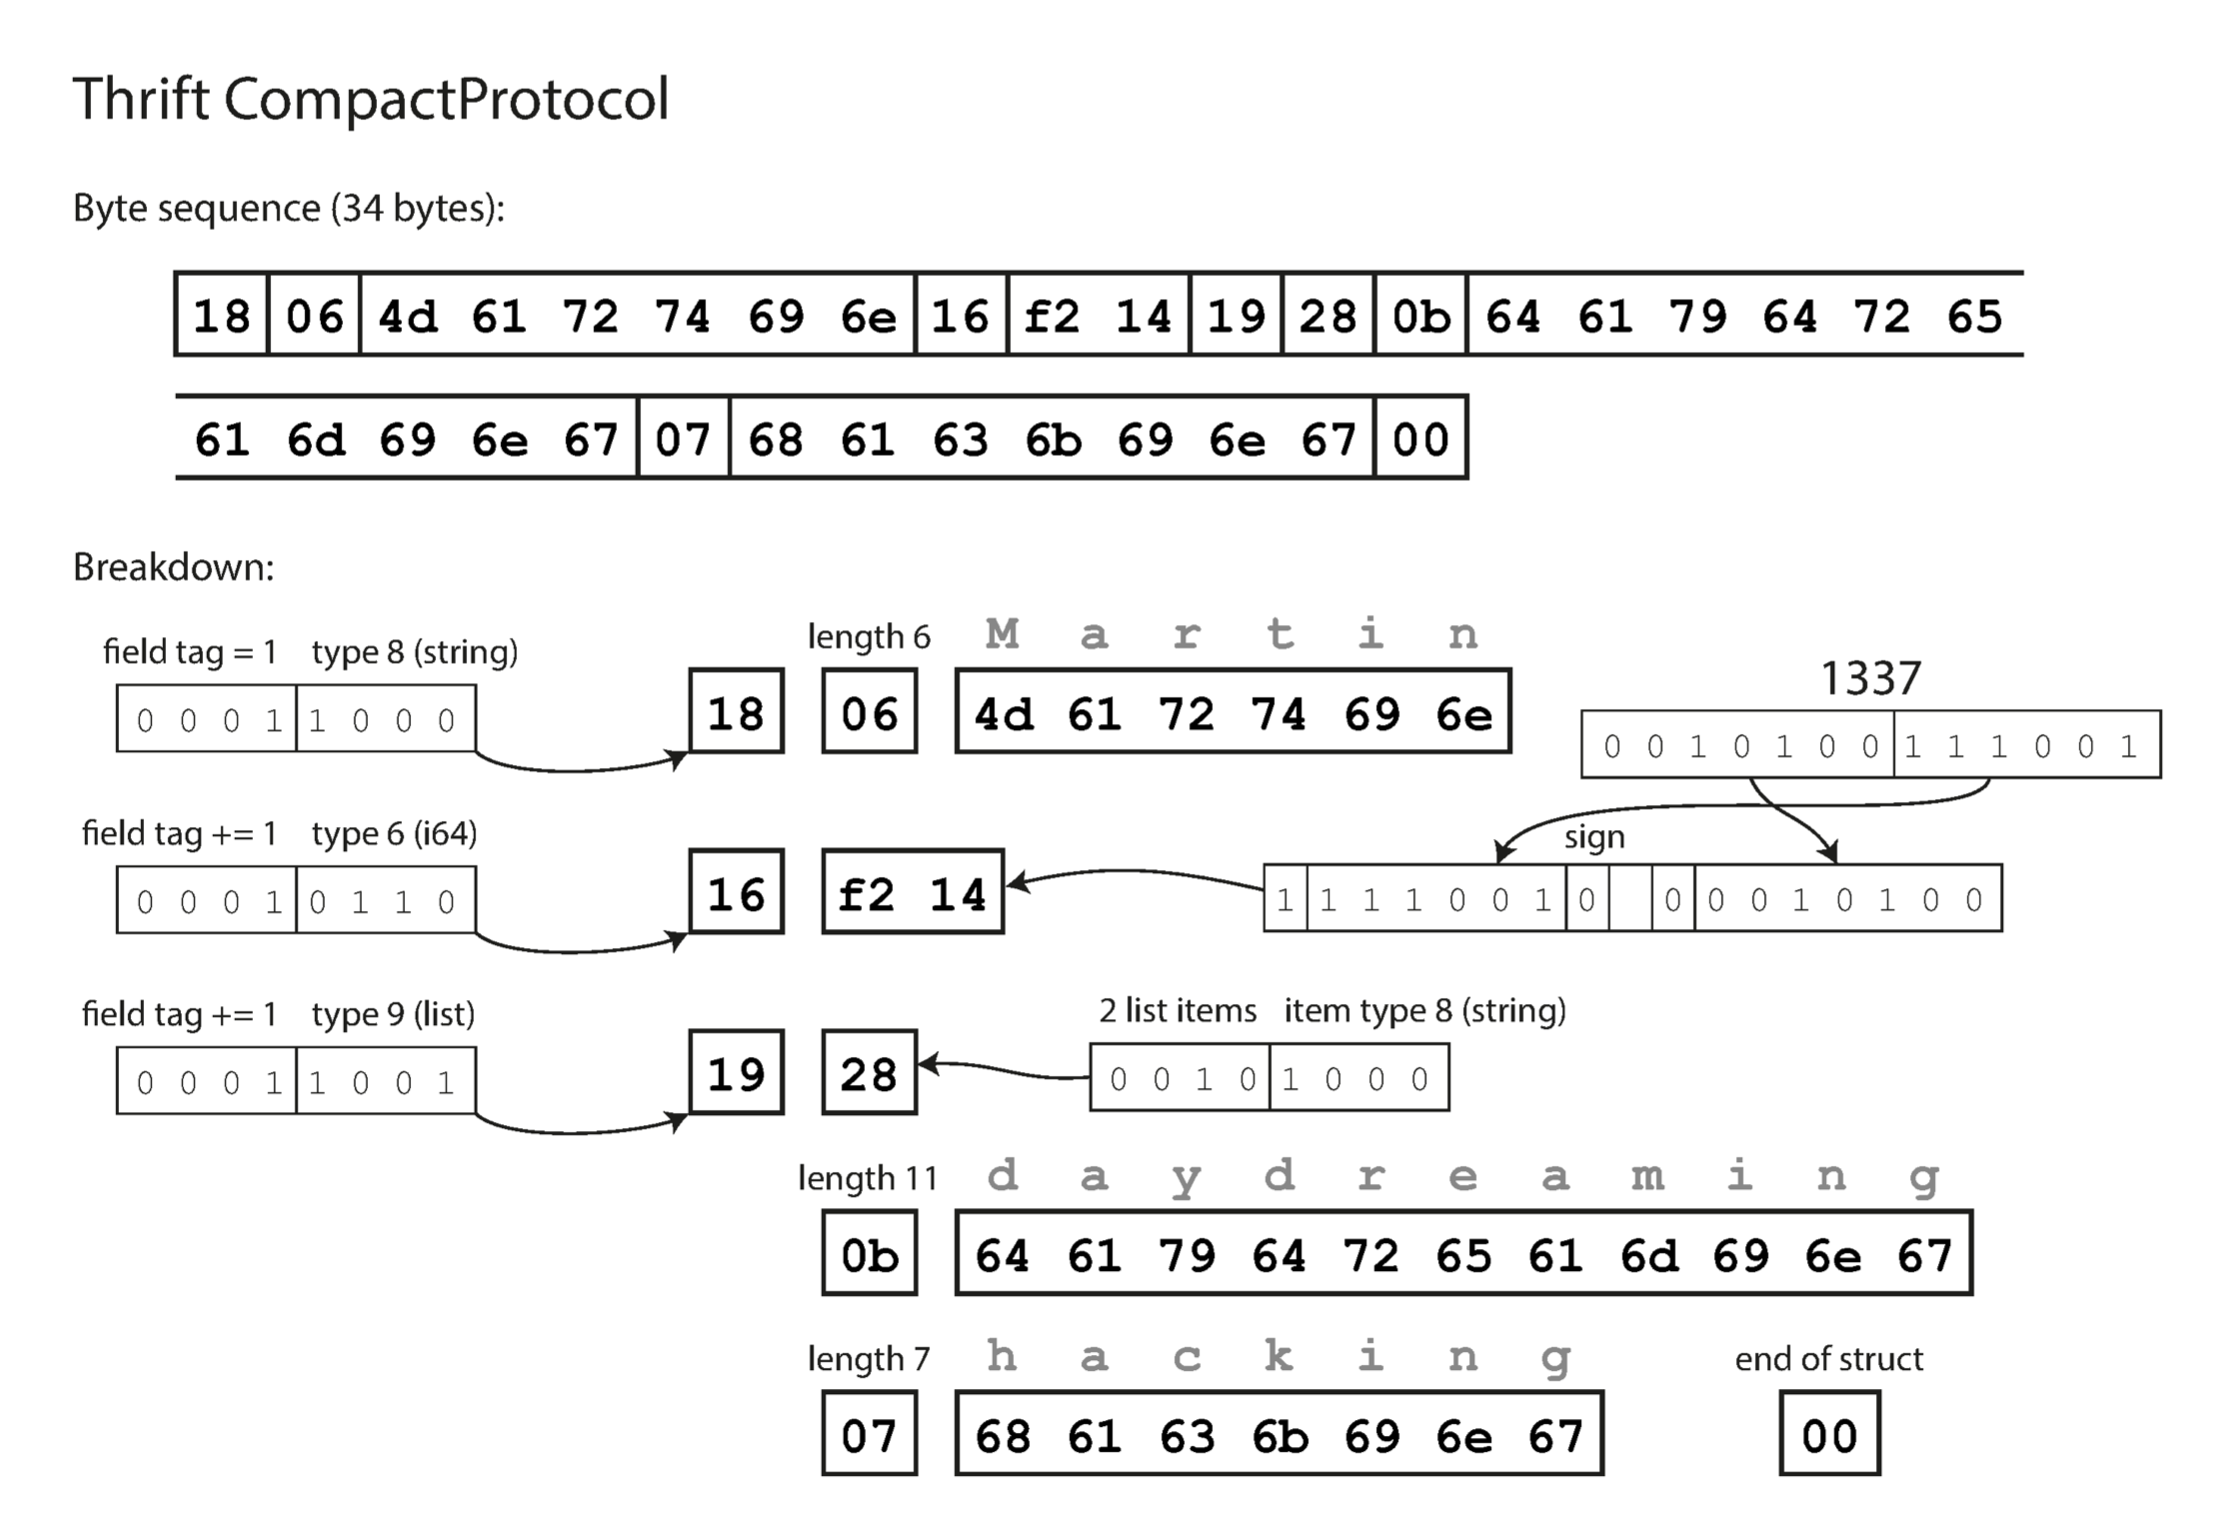 Thrift CompactProtocol
Byte sequence (34 bytes):
18 06 4d 61 72 74 69 6e 16 f2 14 19 28 0b 64 61 79 64 72 65
61 6d 69 6e 67 07 68 61 63 6b 69 6e 67 00
Breakdown:
field tag = 1 type 8 (string)
0 0 0 1 1 0 0 0
18
length 6
06
M a r t i n
4d 61 72 74 69 6e
1337
0 0 1 0 1 0 0 1 1 1 0 0 1
field tag += 1 type 6 (i64)
0 0 0 1 0 1 1 0
16
f2 14
sign
1 1 1 1 0 0 1 0 0 0 0 1 0 1 0 0
field tag += 1 type 9 (list)
0 0 0 1 1 0 0 1
19
28
2 list items item type 8 (string)
0 0 1 0 1 0 0 0
length 11
0b
d a y d r e a m i n g
64 61 79 64 72 65 61 6d 69 6e 67
length 7
07
h a c k i n g
68 61 63 6b 69 6e 67
end of struct
00